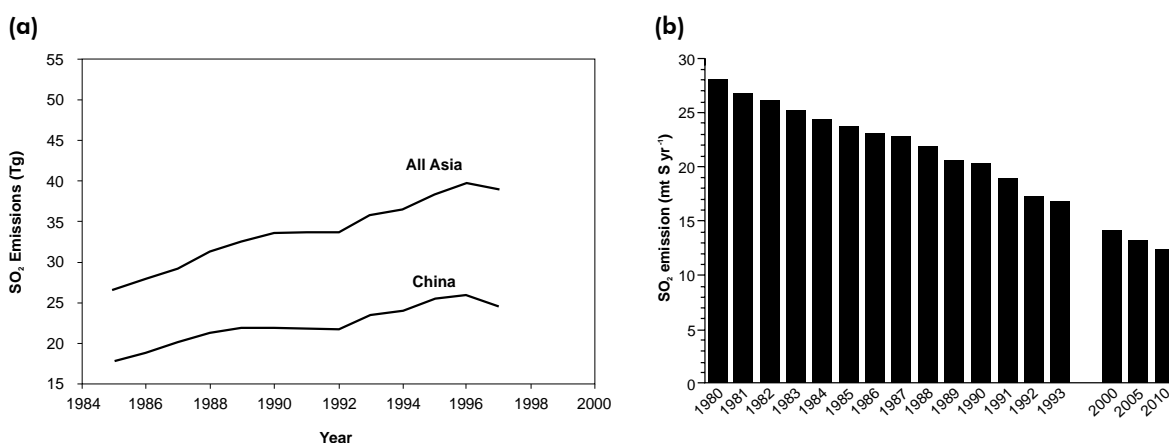 (a)
55
50
45
40
35
30
25
20
15
SO₂ Emissions (Tg)
All Asia
China
1984 1986 1988 1990 1992 1994 1996 1998 2000
Year
(b)
30
25
20
15
10
5
0
SO₂ emission (mt S yr⁻¹)
1980 1981 1982 1983 1984 1985 1986 1987 1988 1989 1990 1991 1992 1993 2000 2005 2010